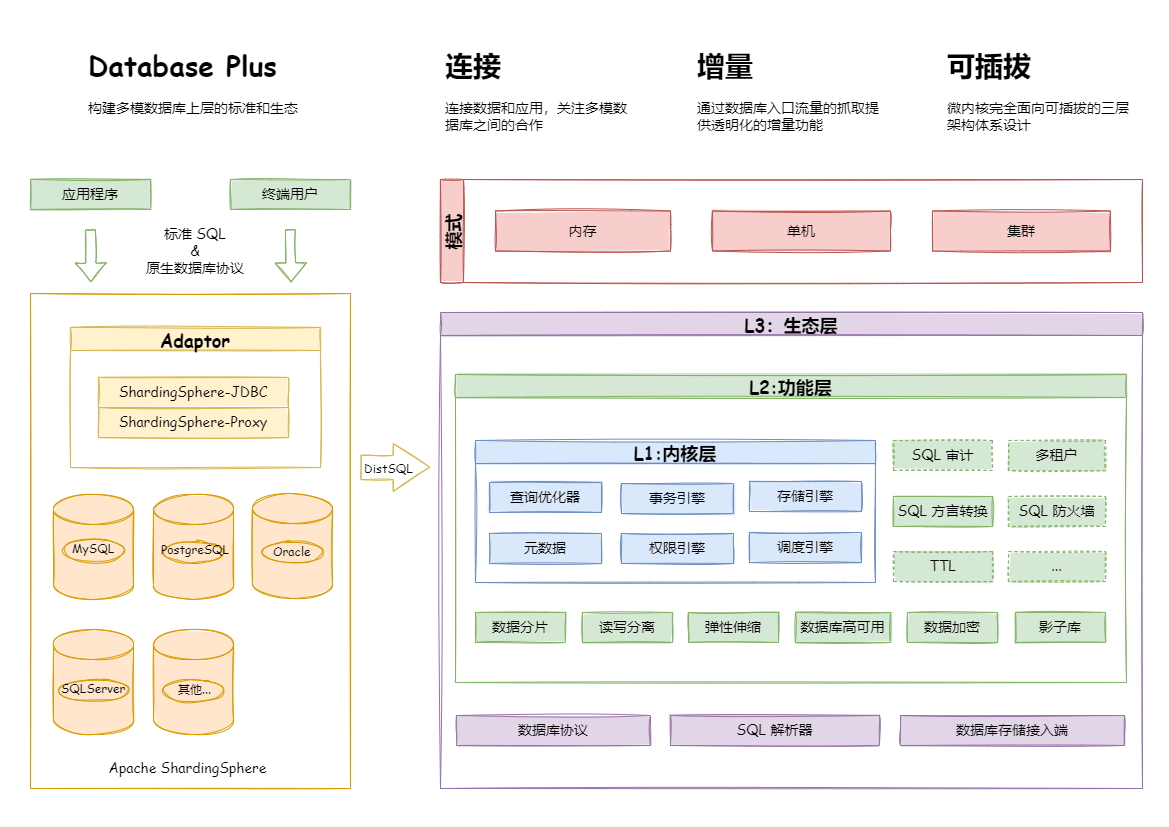 Database Plus
构建多模数据库上层的标准和生态
连接
连接数据和应用，关注多模数
据库之间的合作
增量
通过数据库入口流量的抓取提
供透明化的增量功能
可插拔
微内核完全面向可插拔的三层
架构体系设计
应用程序
终端用户
标准 SQL
&
原生数据库协议
Adaptor
ShardingSphere-JDBC
ShardingSphere-Proxy
MySQL
PostgreSQL
Oracle
SQLServer
其他...
Apache ShardingSphere
DistSQL
模式
内存
单机
集群
L3：生态层
L2:功能层
L1:内核层
查询优化器
事务引擎
存储引擎
元数据
权限引擎
调度引擎
SQL 审计
多租户
SQL 方言转换
SQL 防火墙
TTL
...
数据分片
读写分离
弹性伸缩
数据库高可用
数据加密
影子库
数据库协议
SQL 解析器
数据库存储接入端